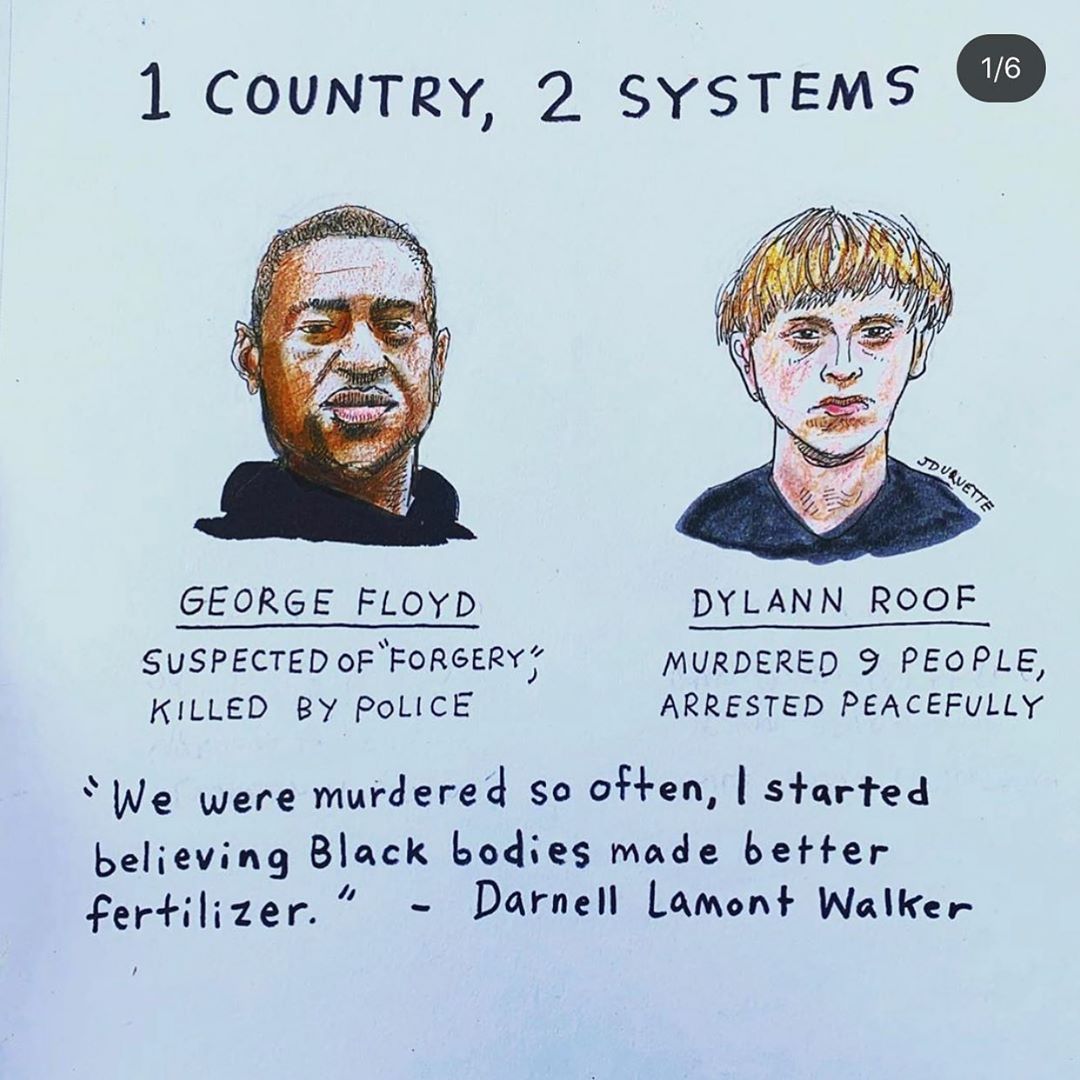 1 COUNTRY, 2 SYSTEMS
1/6
JDUQUETTE
GEORGE FLOYD
SUSPECTED OF "FORGERY",
KILLED BY POLICE
DYLANN ROOF
MURDERED 9 PEOPLE,
ARRESTED PEACEFULLY
"We were murdered so often, I started
believing Black bodies made better
fertilizer." - Darnell Lamont Walker